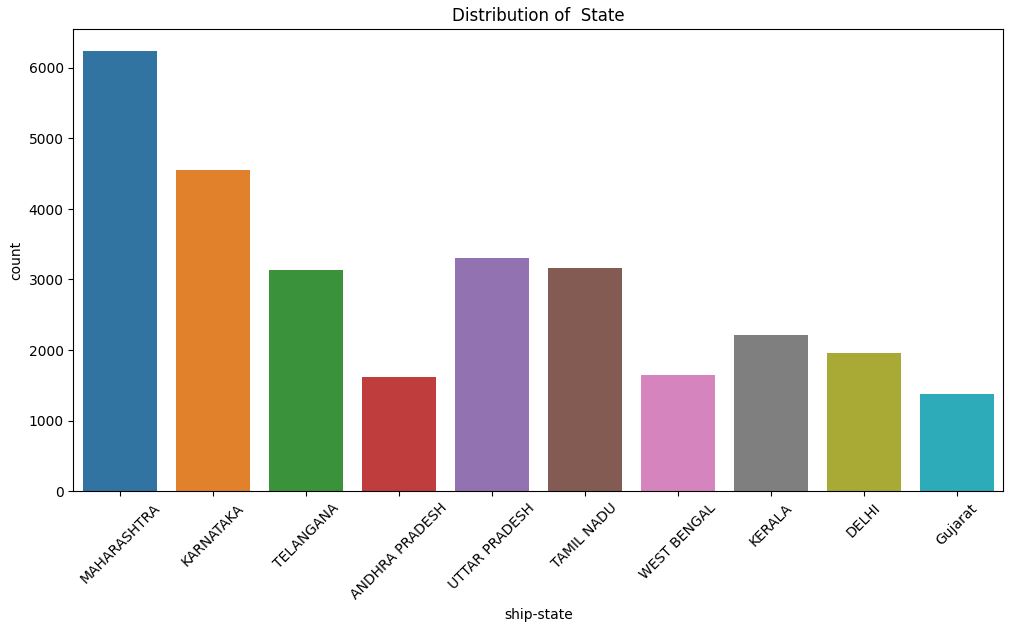 Distribution of  State
count
6000
5000
4000
3000
2000
1000
0
MAHARASHTRA
KARNATAKA
TELANGANA
ANDHRA PRADESH
UTTAR PRADESH
TAMIL NADU
WEST BENGAL
KERALA
DELHI
Gujarat
ship-state